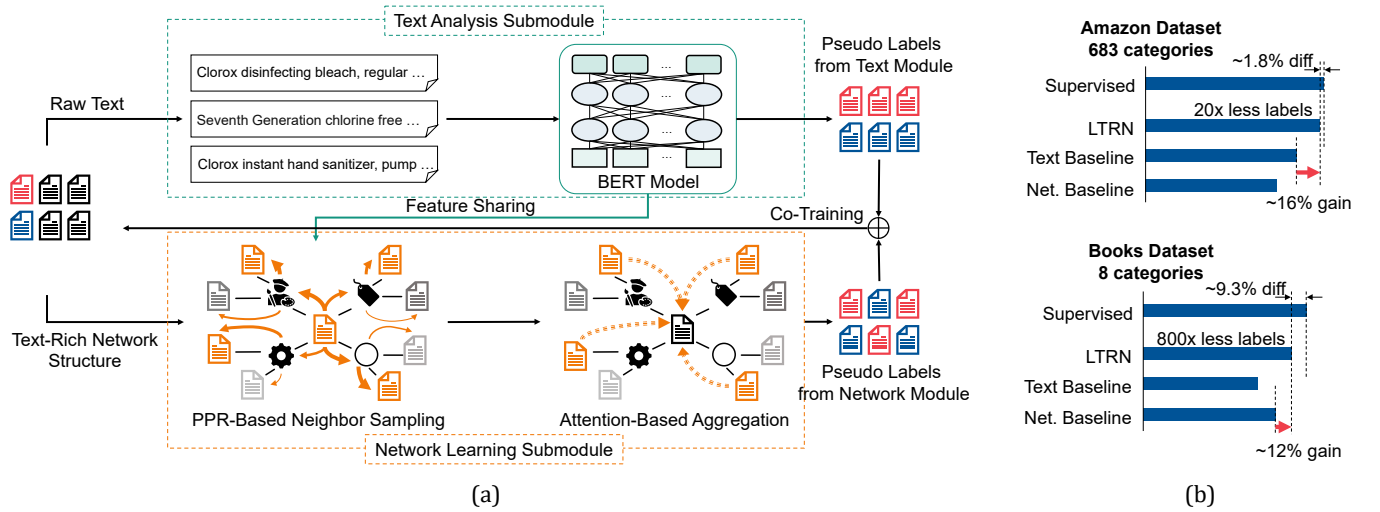 Text Analysis Submodule
Raw Text
Clorox disinfecting bleach, regular ...
Seventh Generation chlorine free ...
Clorox instant hand sanitizer, pump ...
...
...
...
...
BERT Model
Pseudo Labels
from Text Module
Feature Sharing
Co-Training
Text-Rich Network
Structure
PPR-Based Neighbor Sampling
Attention-Based Aggregation
Pseudo Labels
from Network Module
Network Learning Submodule
(a)
Amazon Dataset
683 categories
~1.8% diff
Supervised
20x less labels
LTRN
Text Baseline
Net. Baseline
~16% gain
Books Dataset
8 categories
~9.3% diff
Supervised
800x less labels
LTRN
Text Baseline
Net. Baseline
~12% gain
(b)